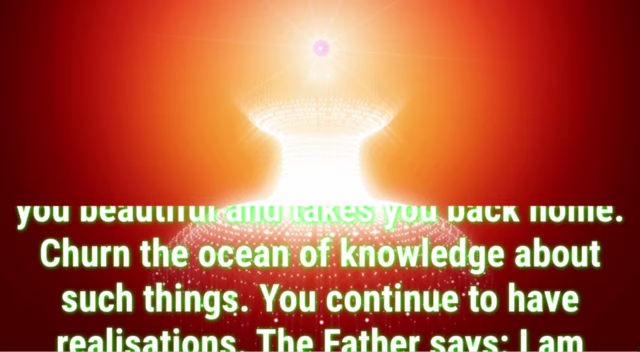 you beautiful and takes you back home.
Churn the ocean of knowledge about
such things. You continue to have
realisations. The Father says: I am